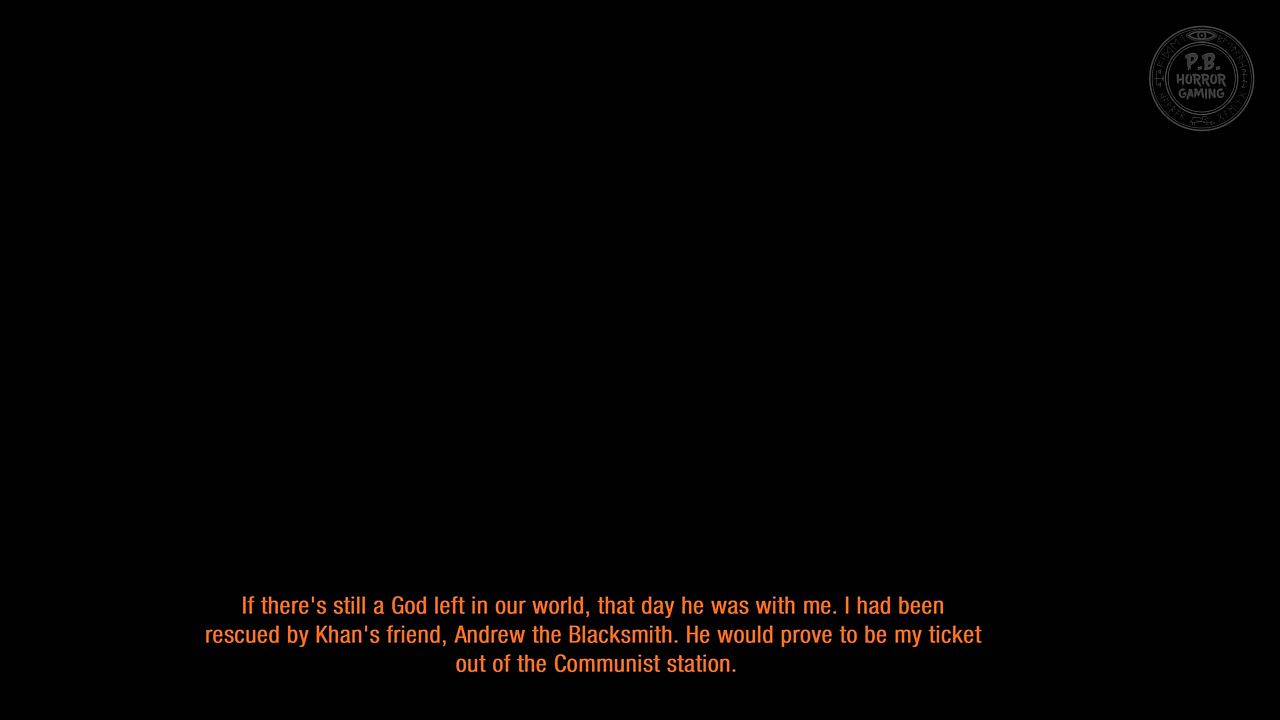 P.B.
HORROR
GAMING
If there's still a God left in our world, that day he was with me. I had been
rescued by Khan's friend, Andrew the Blacksmith. He would prove to be my ticket
out of the Communist station.